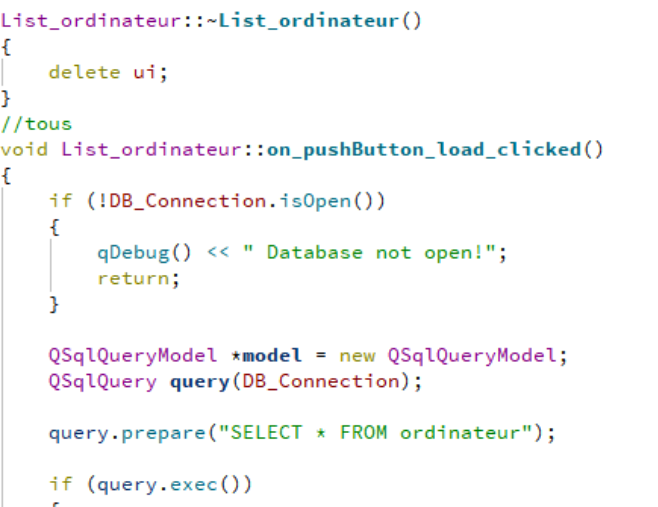 List_ordinateur::~List_ordinateur()
{
    delete ui;
}
//tous
void List_ordinateur::on_pushButton_load_clicked()
{
    if (!DB_Connection.isOpen())
    {
        qDebug() << " Database not open!";
        return;
    }

    QSqlQueryModel *model = new QSqlQueryModel;
    QSqlQuery query(DB_Connection);

    query.prepare("SELECT * FROM ordinateur");

    if (query.exec())